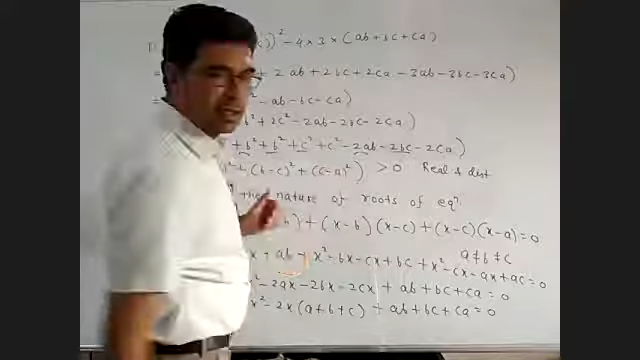 ))² - 4 × 3 × (ab + bc + ca)
= + 2ab + 2bc + 2ca - 3ab - 3bc - 3ca)
= ² - ab - bc - ca)
b² + 2c² - 2ab - 2bc - 2ca)
+ b² + b² + c² + c² - 2ab - 2bc - 2ca)
)² + (b-c)² + (c-a)²) > 0 Real & dist
the nature of roots of eqⁿ.
b) + (x-b)(x-c) + (x-c)(x-a) = 0
a ≠ b ≠ c
x + ab + x² - bx - cx + bc + x² - cx - ax + ac = 0
x² - 2ax - 2bx - 2cx + ab + bc + ca = 0
x² - 2x(a+b+c) + ab + bc + ca = 0